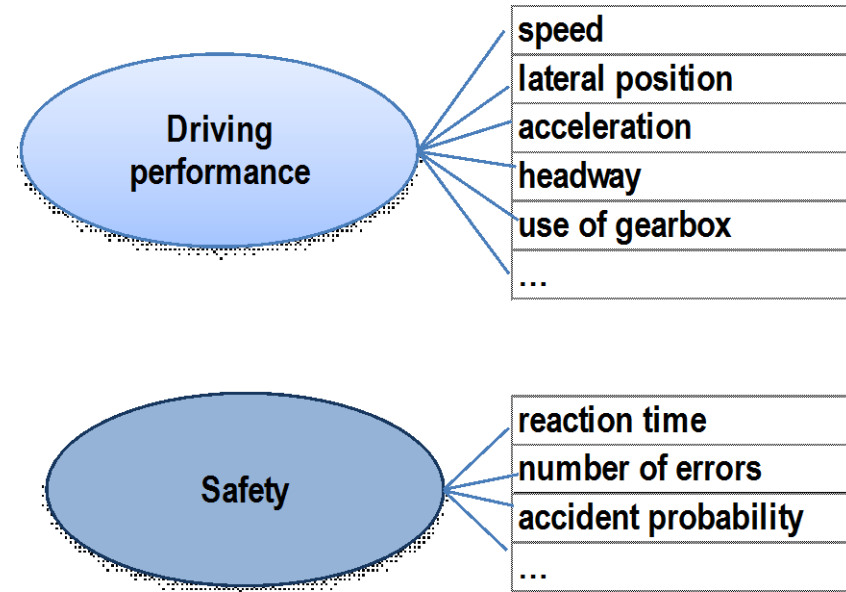 Driving
performance
speed
lateral position
acceleration
headway
use of gearbox
…
Safety
reaction time
number of errors
accident probability
…